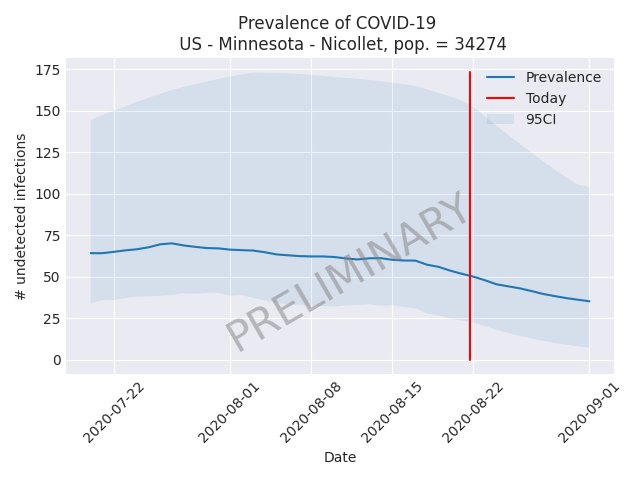 Prevalence of COVID-19
US - Minnesota - Nicollet, pop. = 34274
175
150
125
100
75
50
25
0
# undetected infections
Prevalence
Today
95CI
PRELIMINARY
2020-07-22
2020-08-01
2020-08-08
2020-08-15
2020-08-22
2020-09-01
Date